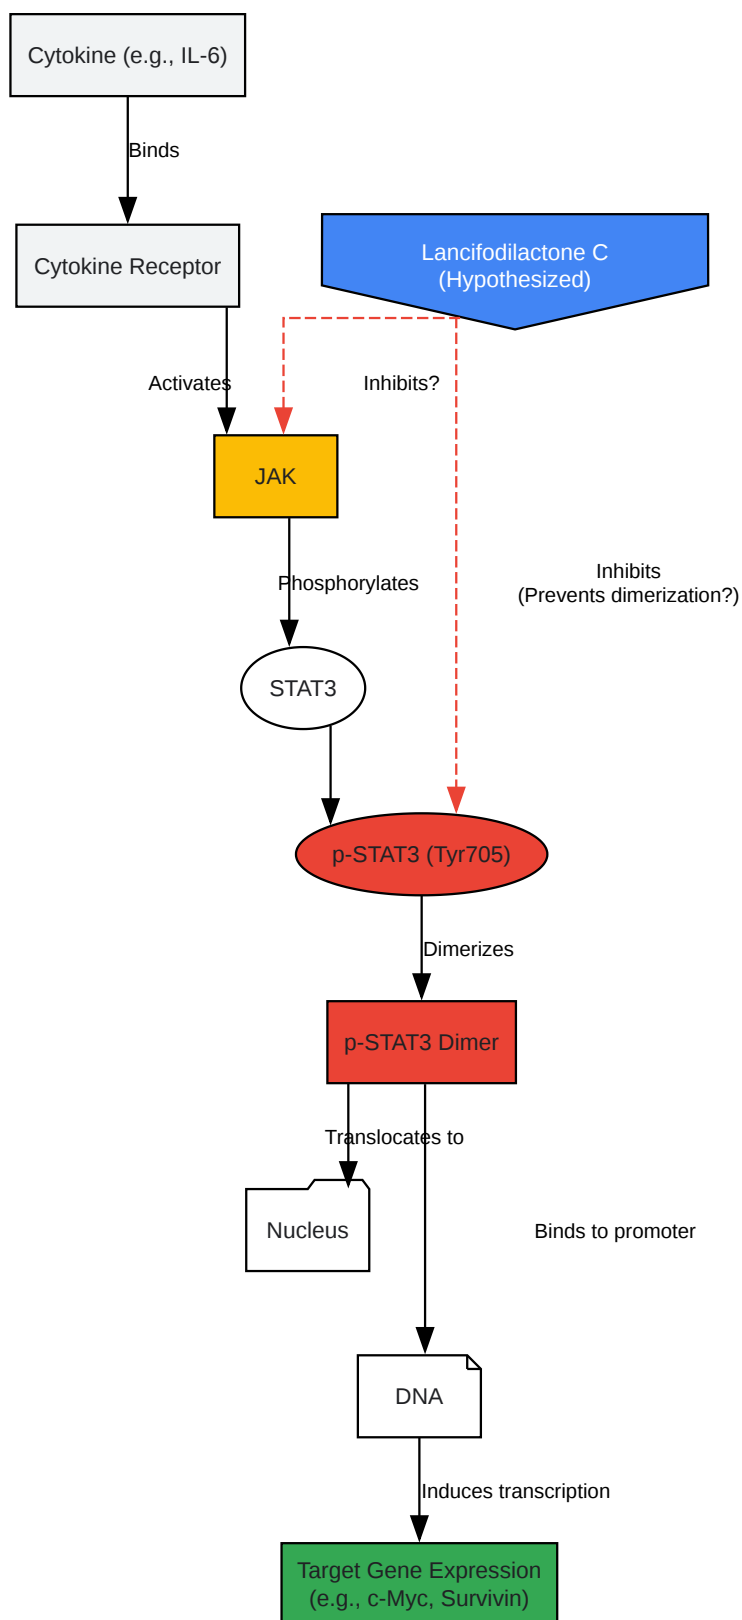 Cytokine (e.g., IL-6)
Binds
Cytokine Receptor
Lancifodilactone C
(Hypothesized)
Activates
Inhibits?
JAK
Phosphorylates
Inhibits
(Prevents dimerization?)
STAT3
p-STAT3 (Tyr705)
Dimerizes
p-STAT3 Dimer
Translocates to
Nucleus
Binds to promoter
DNA
Induces transcription
Target Gene Expression
(e.g., c-Myc, Survivin)